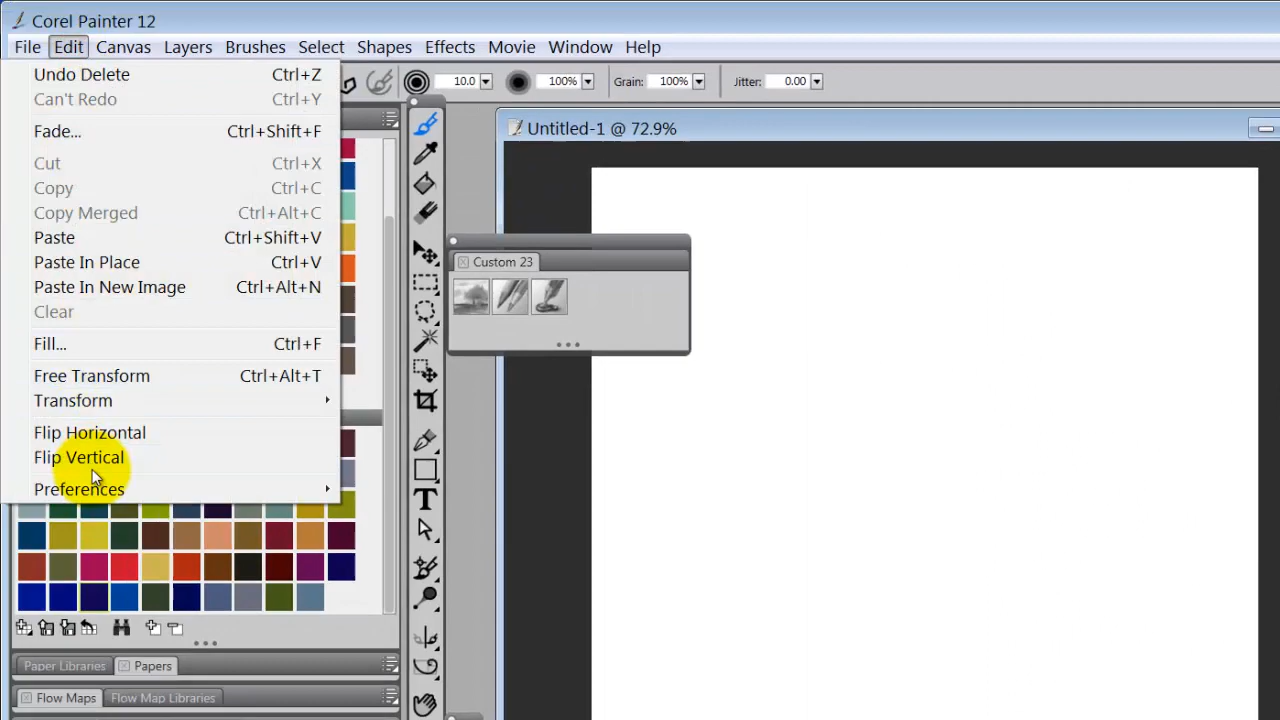 Corel Painter 12
File Edit Canvas Layers Brushes Select Shapes Effects Movie Window Help
10.0 100% Grain: 100% Jitter: 0.00
Undo Delete Ctrl+Z
Can't Redo Ctrl+Y
Fade... Ctrl+Shift+F
Cut Ctrl+X
Copy Ctrl+C
Copy Merged Ctrl+Alt+C
Paste Ctrl+Shift+V
Paste In Place Ctrl+V
Paste In New Image Ctrl+Alt+N
Clear
Fill... Ctrl+F
Free Transform Ctrl+Alt+T
Transform
Flip Horizontal
Flip Vertical
Preferences
Untitled-1 @ 72.9%
Custom 23
T
Paper Libraries Papers
Flow Maps Flow Map Libraries